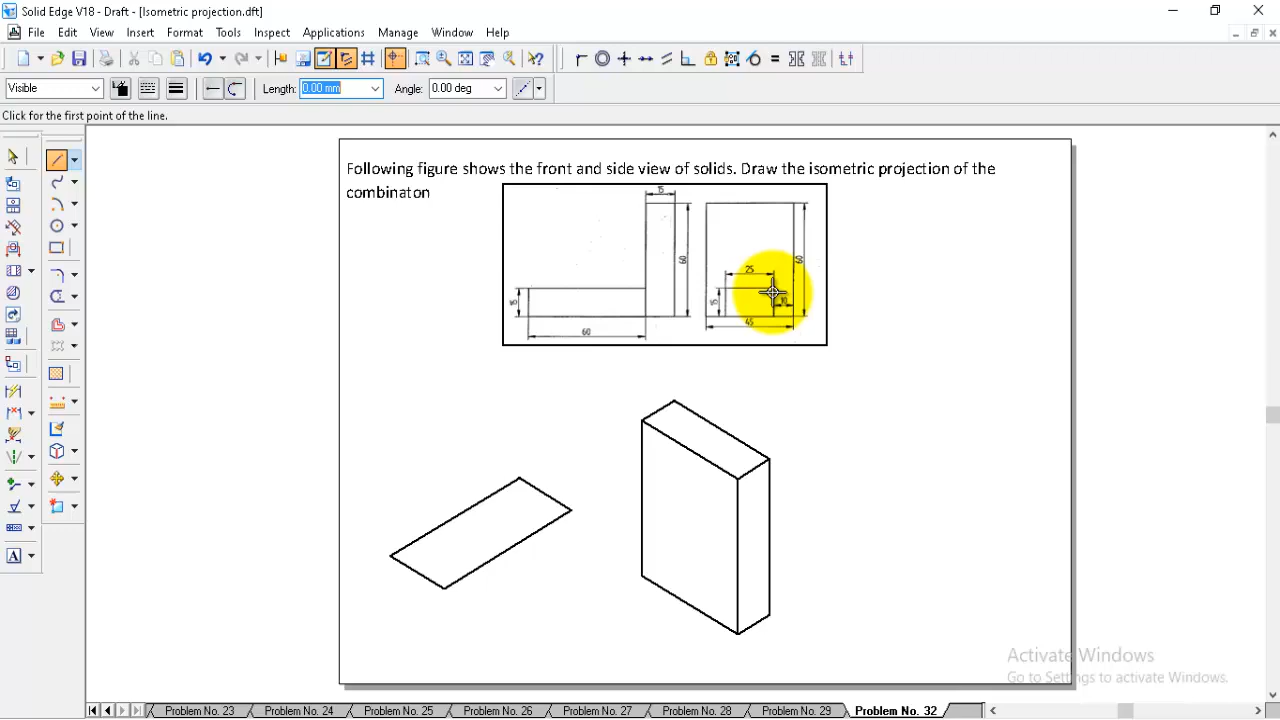 Solid Edge V18 - Draft - [Isometric projection.dft]
File Edit View Insert Format Tools Inspect Applications Manage Window Help
Visible Length: 0.00 mm Angle: 0.00 deg
Click for the first point of the line.
Following figure shows the front and side view of solids. Draw the isometric projection of the
combinaton
15
60
60
25
15
15
10
45
60
A
Activate Windows
Go to Settings to activate Windows.
Problem No. 23 Problem No. 24 Problem No. 25 Problem No. 26 Problem No. 27 Problem No. 28 Problem No. 29 Problem No. 32